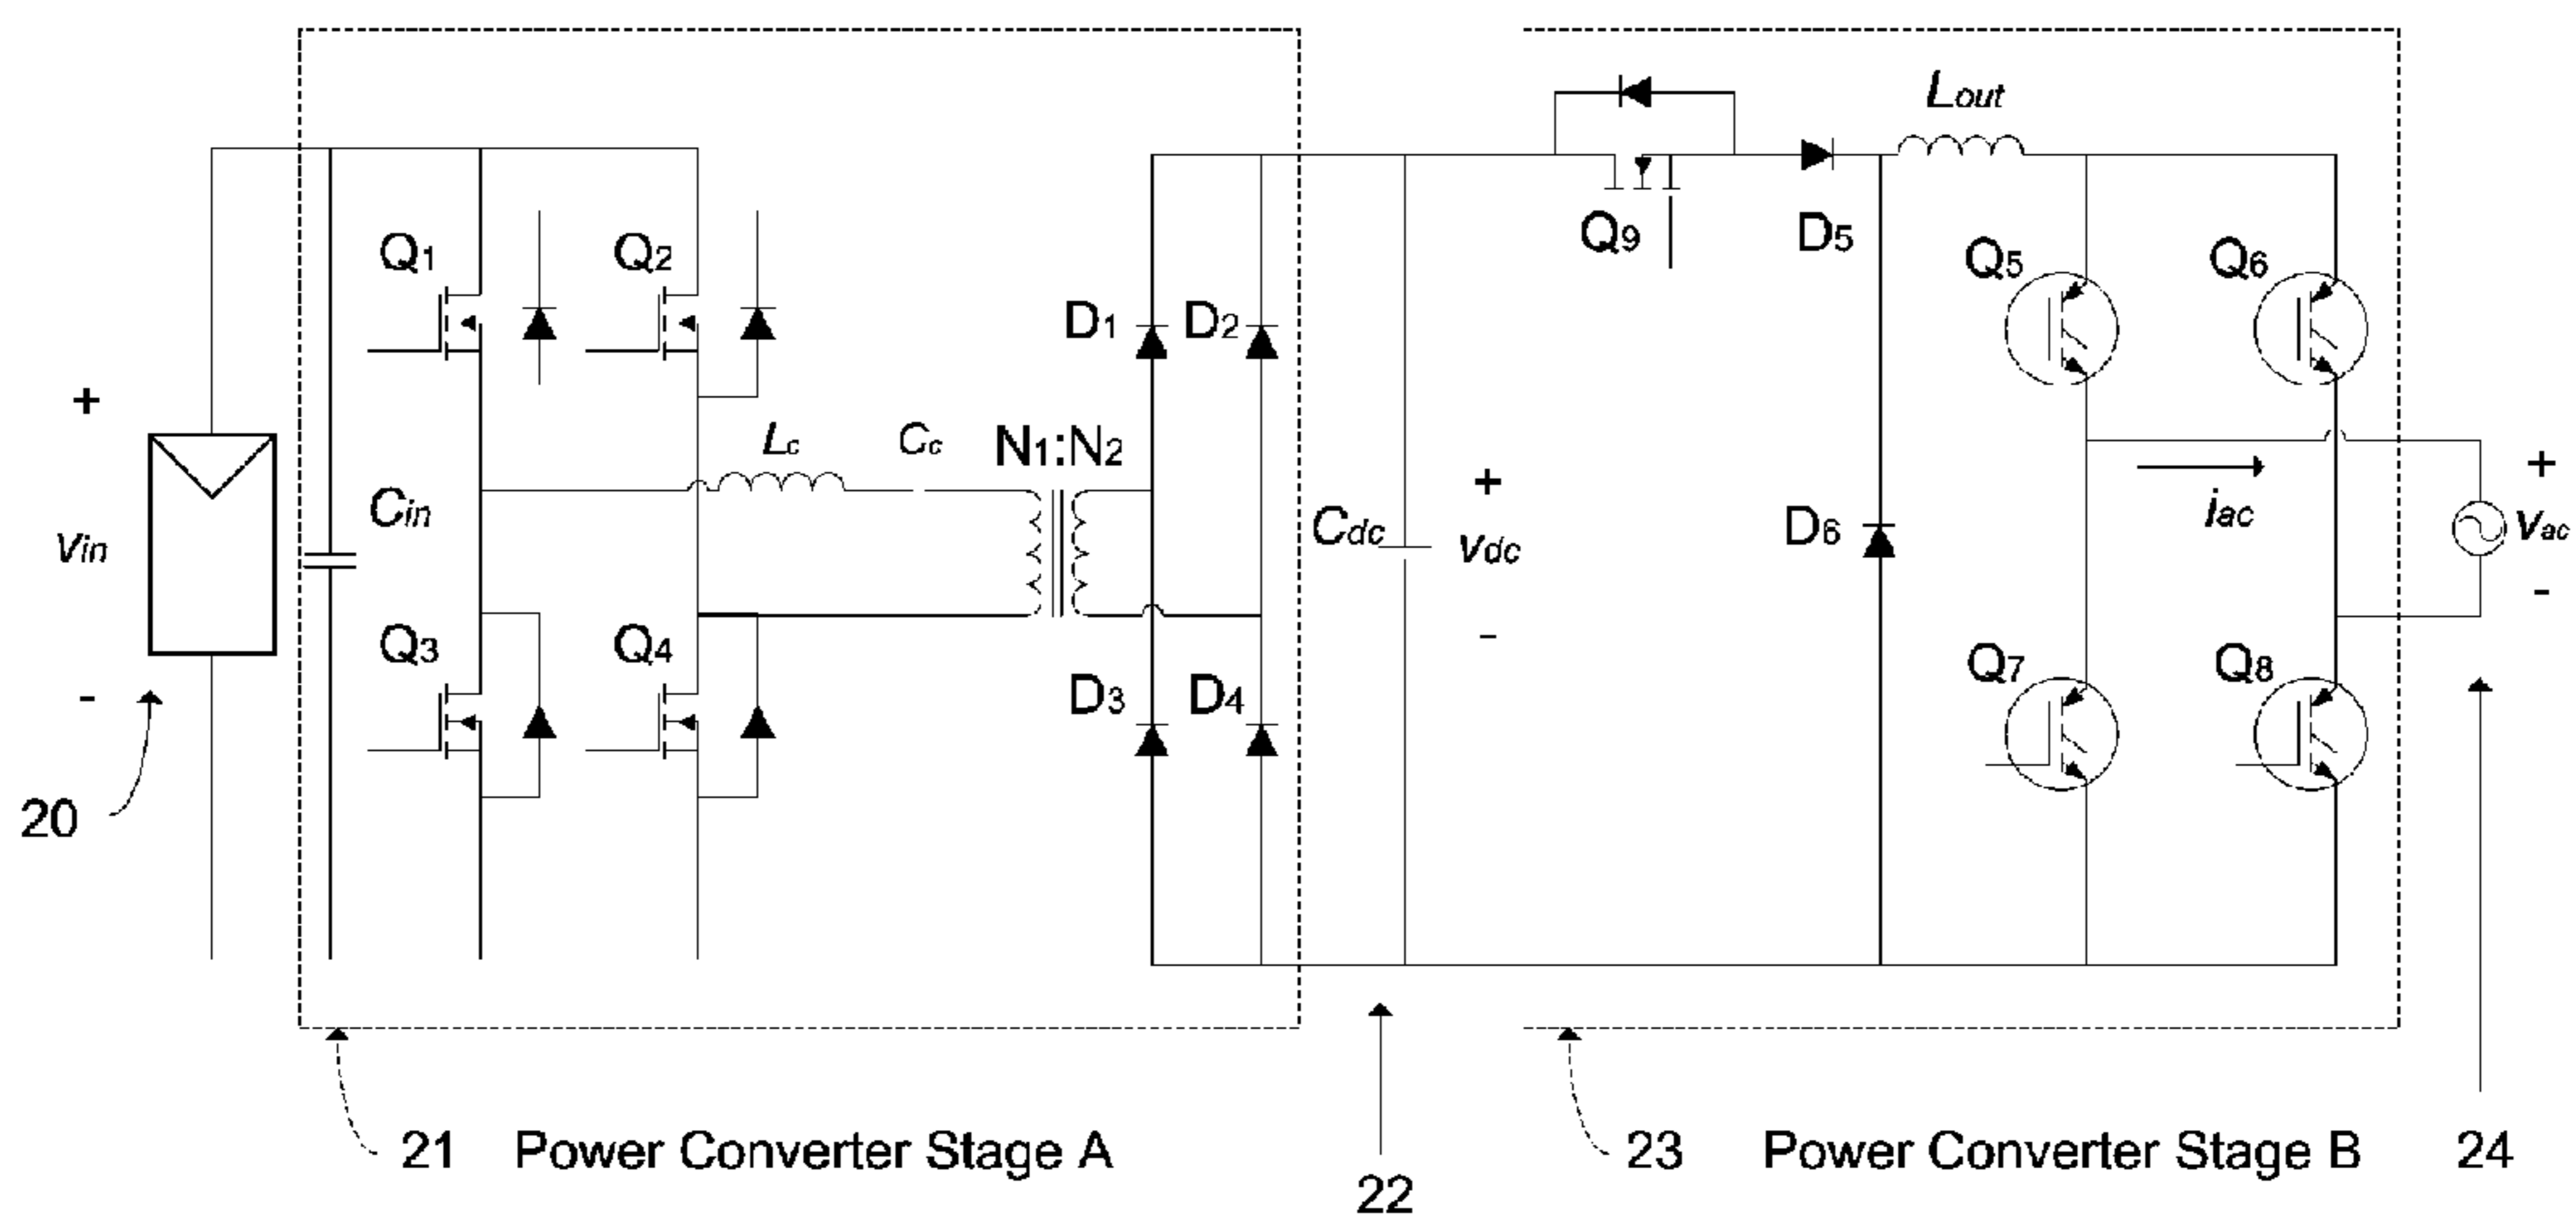 Lout
Q1
Q2
Q9
D5
Q5
Q6
D1
D2
+
Lc
Cc
N1:N2
+
+
Cin
Cdc
vdc
D6
iac
vac
vin
-
-
Q3
Q4
Q7
Q8
-
D3
D4
20
21 Power Converter Stage A
23 Power Converter Stage B
24
22